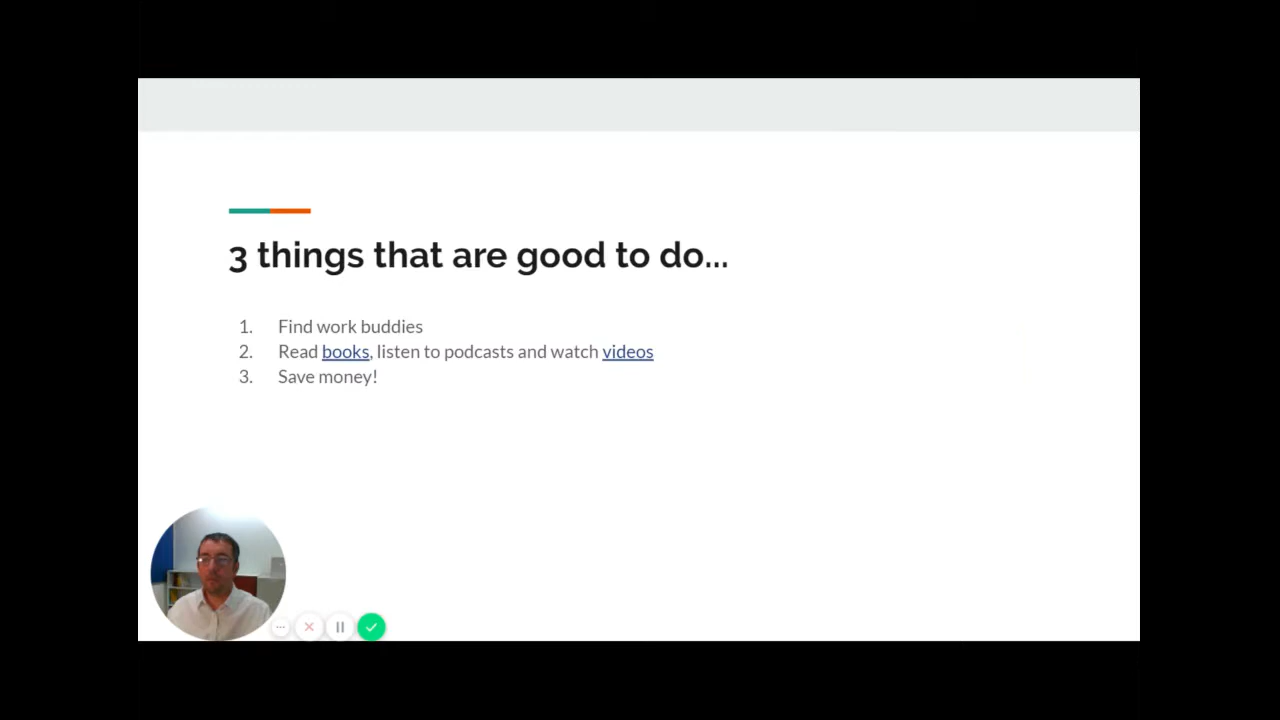 3 things that are good to do...
1. Find work buddies
2. Read books, listen to podcasts and watch videos
3. Save money!